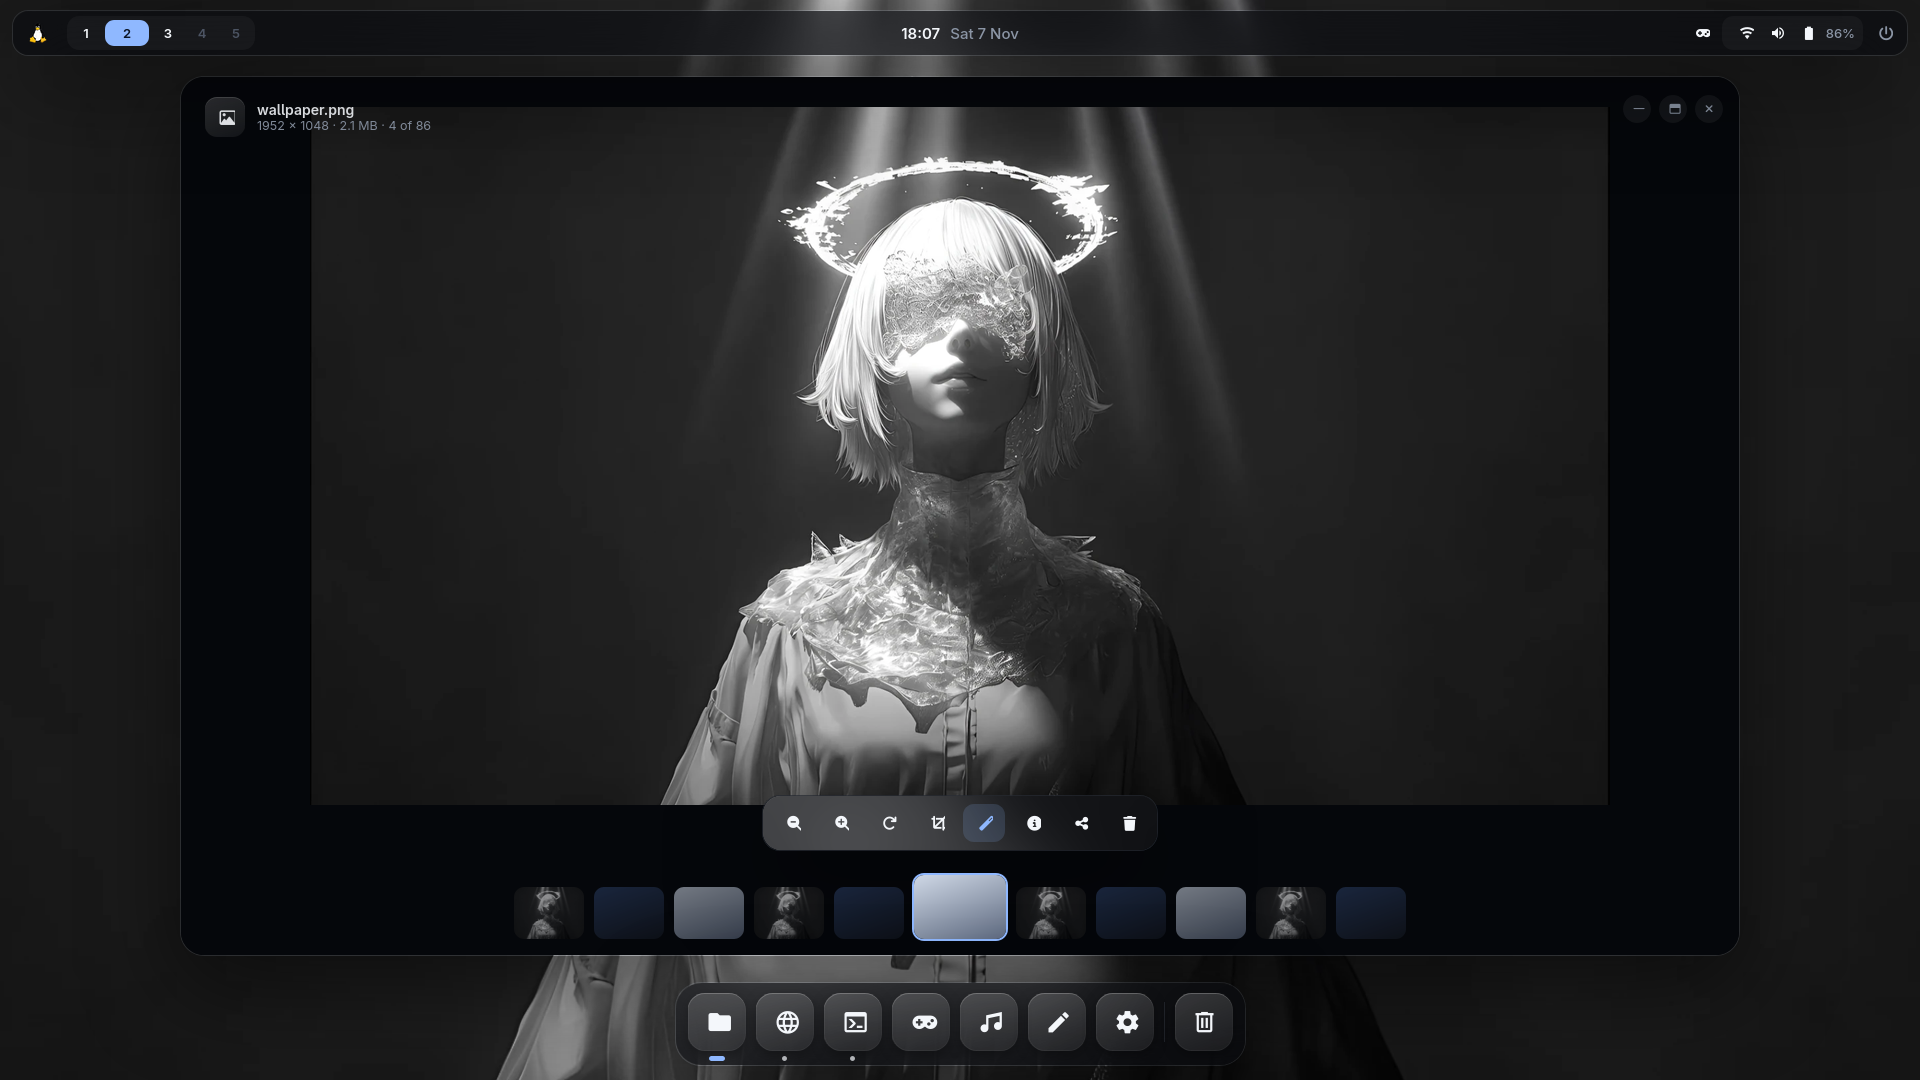 1 2 3 4 5
18:07 Sat 7 Nov
86%
wallpaper.png
1952 × 1048 · 2.1 MB · 4 of 86